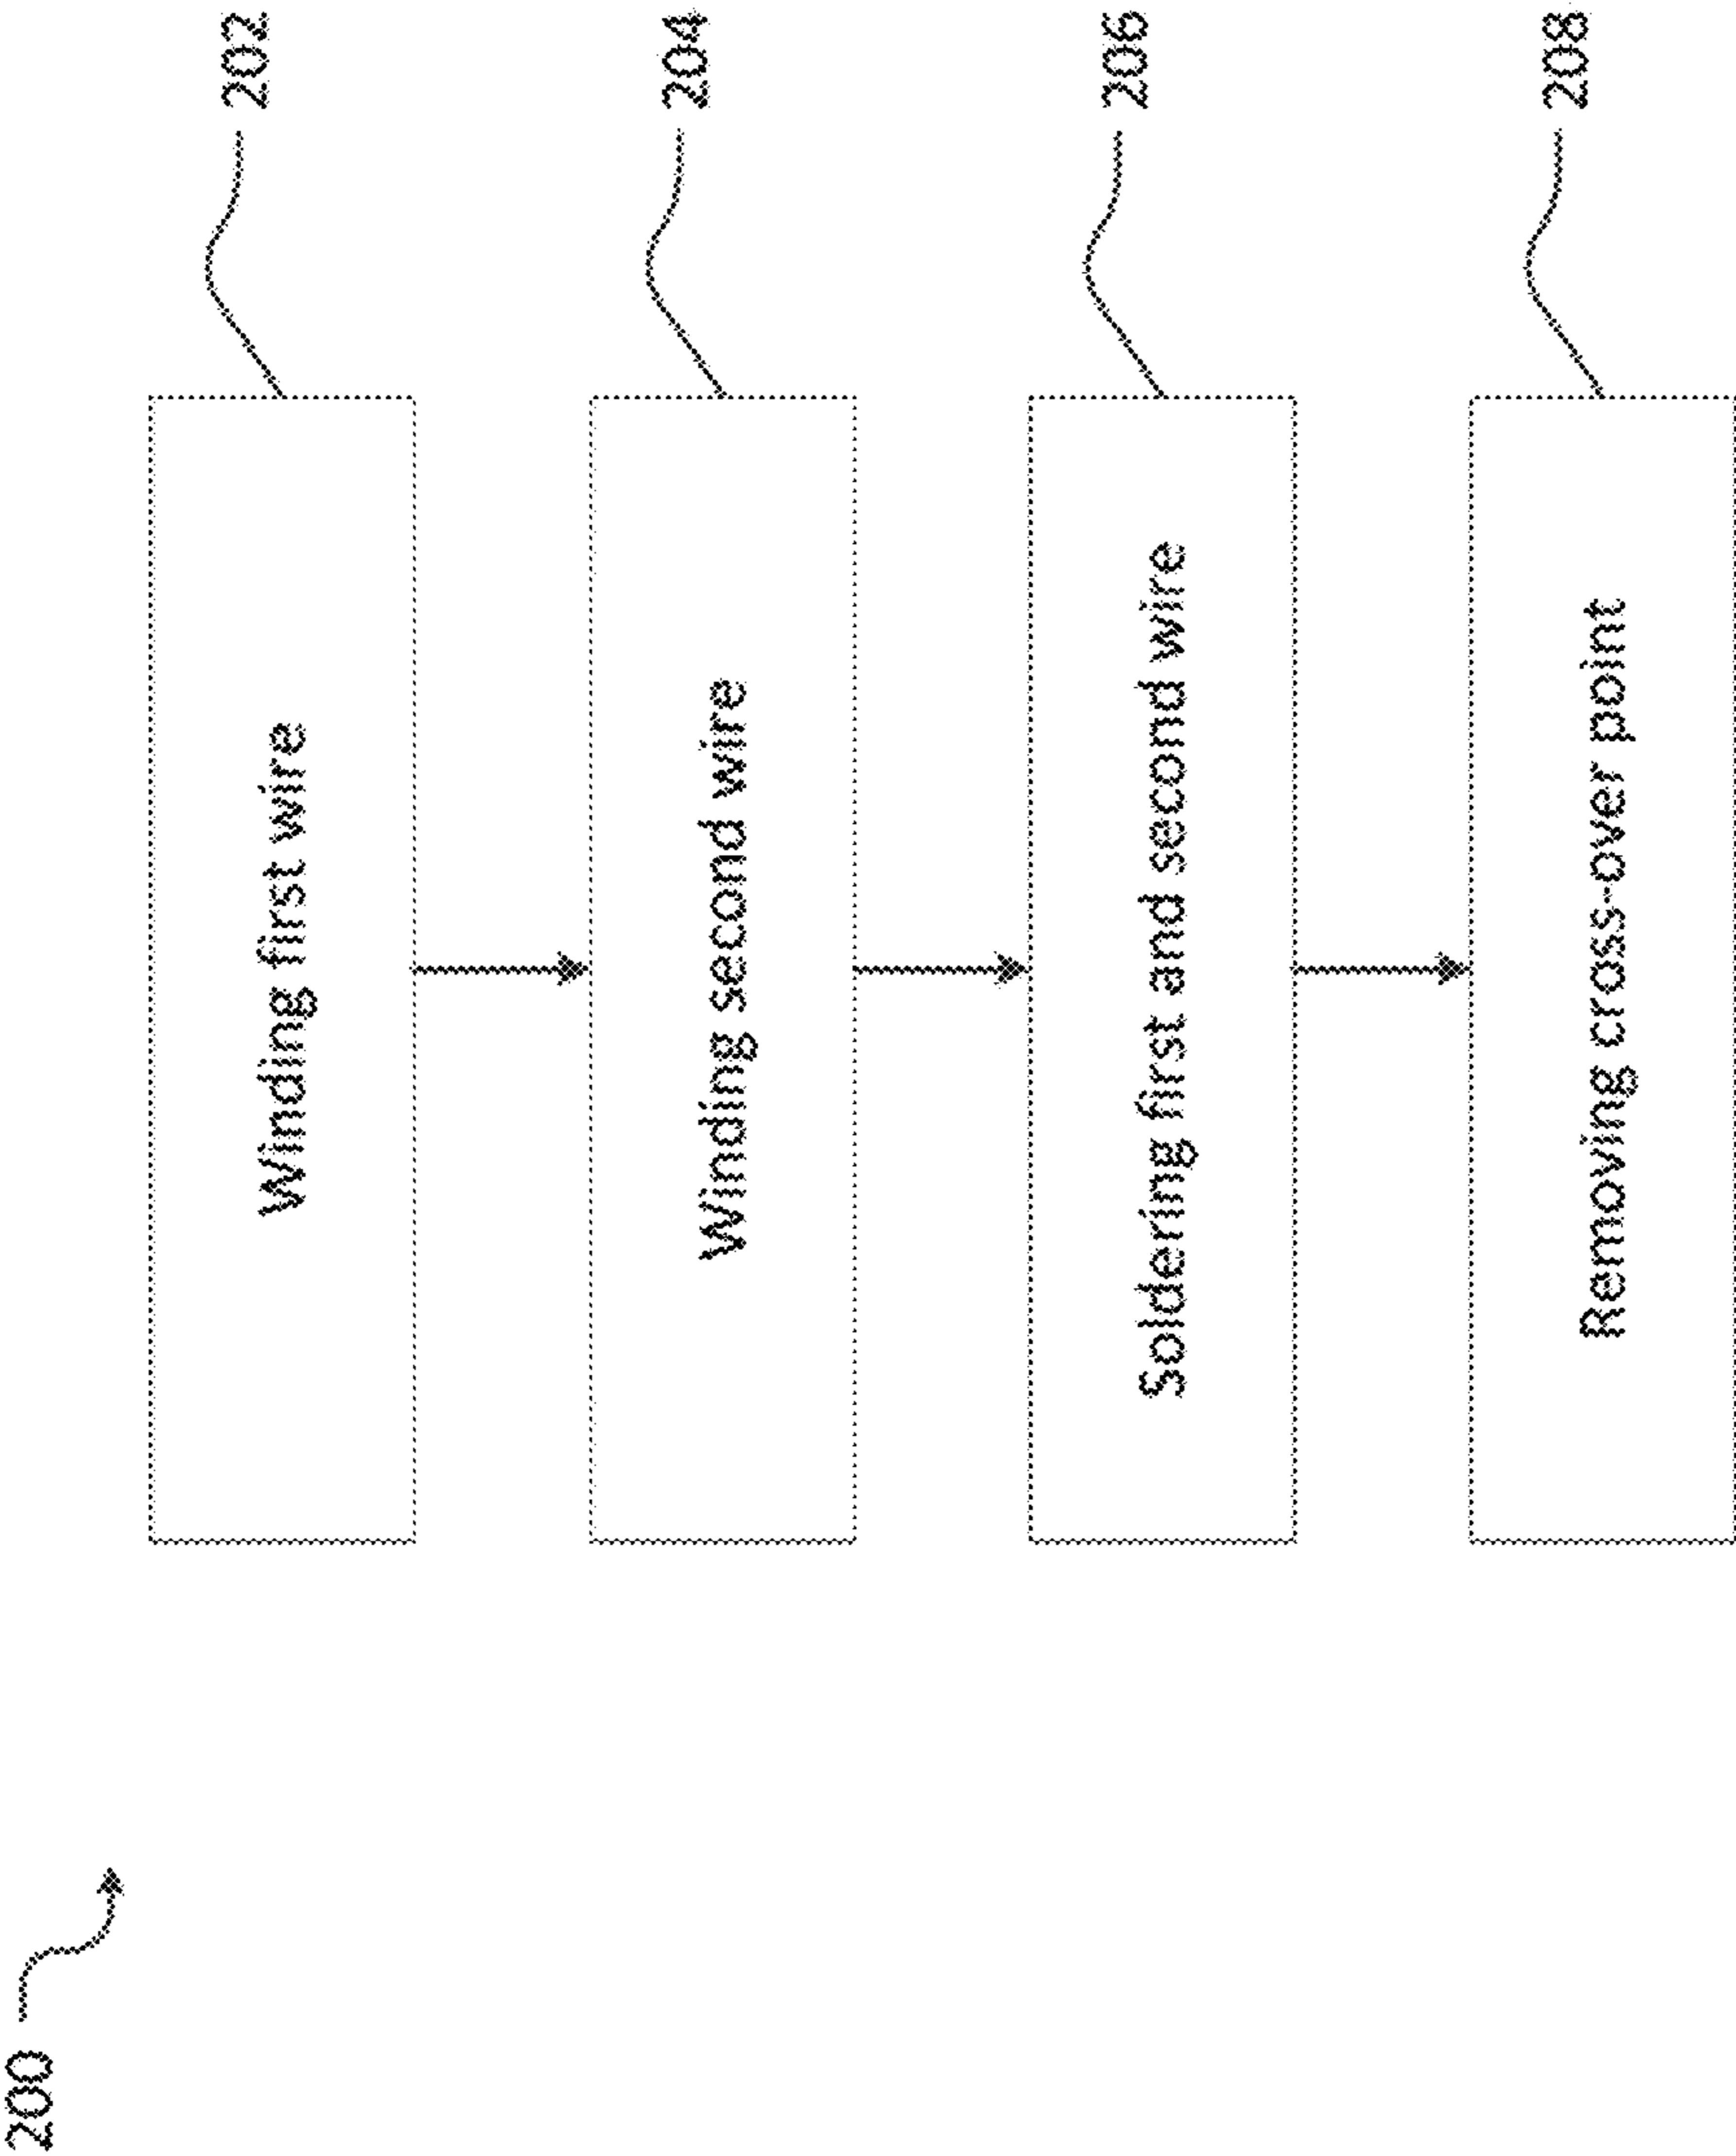 200
Winding first wire
202
Winding second wire
204
Soldering first and second wire
206
Removing cross-over point
208